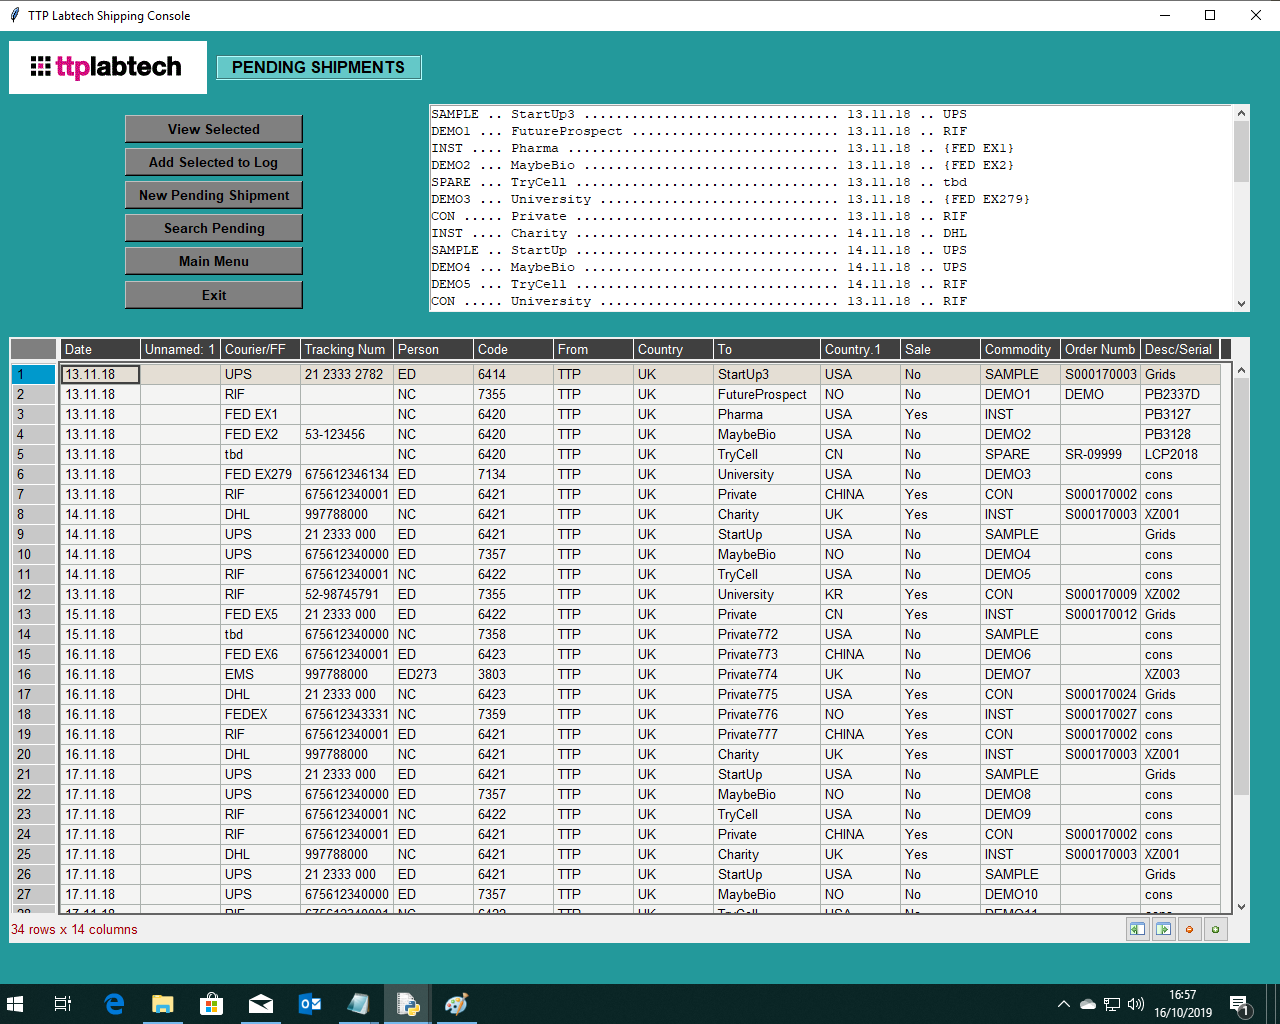 TTP Labtech Shipping Console
ttplabtech
PENDING SHIPMENTS
View Selected
Add Selected to Log
New Pending Shipment
Search Pending
Main Menu
Exit
SAMPLE .. StartUp3 ................................ 13.11.18 .. UPS
DEMO1 ... FutureProspect .......................... 13.11.18 .. RIF
INST .... Pharma .................................. 13.11.18 .. {FED EX1}
DEMO2 ... MaybeBio ................................ 13.11.18 .. {FED EX2}
SPARE ... TryCell ................................. 13.11.18 .. tbd
DEMO3 ... University .............................. 13.11.18 .. {FED EX279}
CON ..... Private ................................. 13.11.18 .. RIF
INST .... Charity ................................. 14.11.18 .. DHL
SAMPLE .. StartUp ................................. 14.11.18 .. UPS
DEMO4 ... MaybeBio ................................ 14.11.18 .. UPS
DEMO5 ... TryCell ................................. 14.11.18 .. RIF
CON ..... University .............................. 13.11.18 .. RIF
Date Unnamed: 1 Courier/FF Tracking Num Person Code From Country To Country.1 Sale Commodity Order Numb Desc/Serial
1 13.11.18 UPS 21 2333 2782 ED 6414 TTP UK StartUp3 USA No SAMPLE S000170003 Grids
2 13.11.18 RIF NC 7355 TTP UK FutureProspect NO No DEMO1 DEMO PB2337D
3 13.11.18 FED EX1 NC 6420 TTP UK Pharma USA Yes INST PB3127
4 13.11.18 FED EX2 53-123456 NC 6420 TTP UK MaybeBio USA No DEMO2 PB3128
5 13.11.18 tbd NC 6420 TTP UK TryCell CN No SPARE SR-09999 LCP2018
6 13.11.18 FED EX279 675612346134 ED 7134 TTP UK University USA No DEMO3 cons
7 13.11.18 RIF 675612340001 ED 6421 TTP UK Private CHINA Yes CON S000170002 cons
8 14.11.18 DHL 997788000 NC 6421 TTP UK Charity UK Yes INST S000170003 XZ001
9 14.11.18 UPS 21 2333 000 ED 6421 TTP UK StartUp USA No SAMPLE Grids
10 14.11.18 UPS 675612340000 ED 7357 TTP UK MaybeBio NO No DEMO4 cons
11 14.11.18 RIF 675612340001 NC 6422 TTP UK TryCell USA No DEMO5 cons
12 13.11.18 RIF 52-98745791 ED 7355 TTP UK University KR Yes CON S000170009 XZ002
13 15.11.18 FED EX5 21 2333 000 ED 6422 TTP UK Private CN Yes INST S000170012 Grids
14 15.11.18 tbd 675612340000 NC 7358 TTP UK Private772 USA No SAMPLE cons
15 16.11.18 FED EX6 675612340001 ED 6423 TTP UK Private773 CHINA No DEMO6 cons
16 16.11.18 EMS 997788000 ED273 3803 TTP UK Private774 UK No DEMO7 XZ003
17 16.11.18 DHL 21 2333 000 NC 6423 TTP UK Private775 USA Yes CON S000170024 Grids
18 16.11.18 FEDEX 675612343331 NC 7359 TTP UK Private776 NO Yes INST S000170027 cons
19 16.11.18 RIF 675612340001 ED 6421 TTP UK Private777 CHINA Yes CON S000170002 cons
20 16.11.18 DHL 997788000 NC 6421 TTP UK Charity UK Yes INST S000170003 XZ001
21 17.11.18 UPS 21 2333 000 ED 6421 TTP UK StartUp USA No SAMPLE Grids
22 17.11.18 UPS 675612340000 ED 7357 TTP UK MaybeBio NO No DEMO8 cons
23 17.11.18 RIF 675612340001 NC 6422 TTP UK TryCell USA No DEMO9 cons
24 17.11.18 RIF 675612340001 ED 6421 TTP UK Private CHINA Yes CON S000170002 cons
25 17.11.18 DHL 997788000 NC 6421 TTP UK Charity UK Yes INST S000170003 XZ001
26 17.11.18 UPS 21 2333 000 ED 6421 TTP UK StartUp USA No SAMPLE Grids
27 17.11.18 UPS 675612340000 ED 7357 TTP UK MaybeBio NO No DEMO10 cons
28 17.11.18 RIF 675612340001 NC 6422 TTP UK TryCell USA No DEMO11 cons
34 rows x 14 columns
16:57
16/10/2019
1